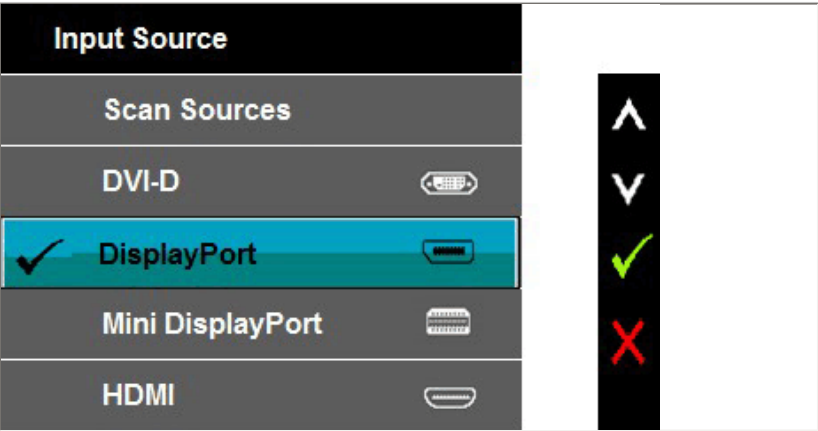 Input Source
Scan Sources
DVI-D
DisplayPort
Mini DisplayPort
HDMI